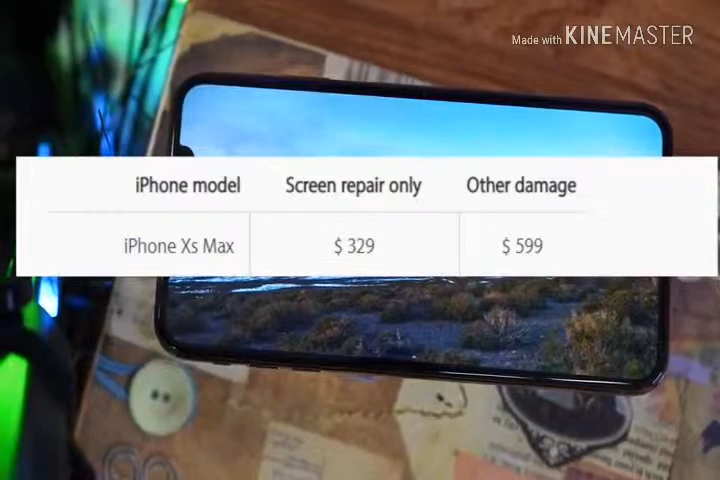 Made with KINEMASTER
iPhone model Screen repair only Other damage
iPhone Xs Max $ 329 $ 599